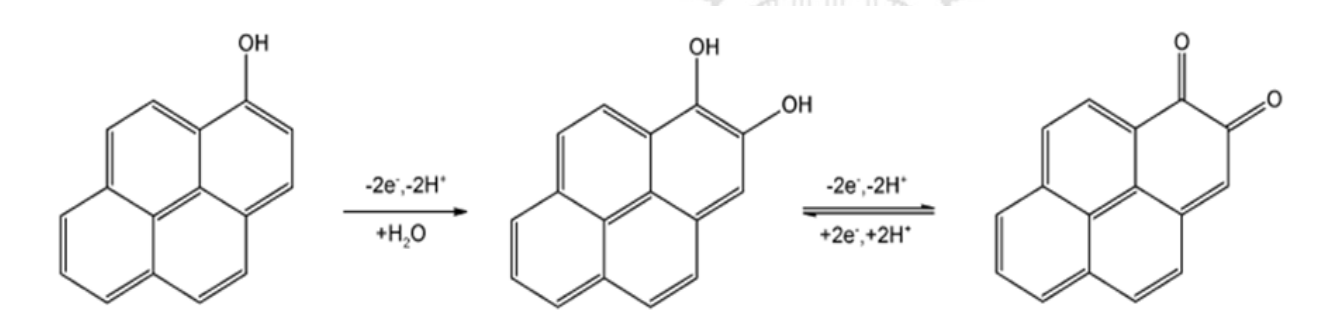 OH
-2e⁻,-2H⁺
+H₂O
OH
OH
-2e⁻,-2H⁺
+2e⁻,+2H⁺
O
O